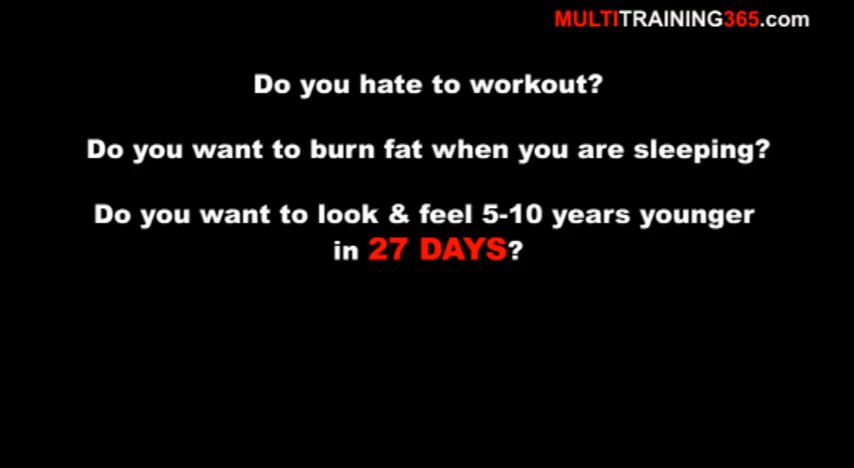 MULTITRAINING365.com
Do you hate to workout?
Do you want to burn fat when you are sleeping?
Do you want to look & feel 5-10 years younger
in 27 DAYS?